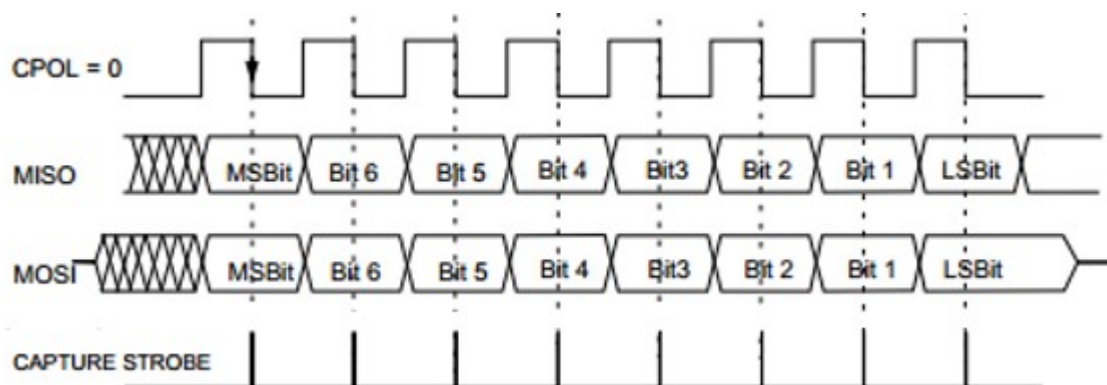 CPOL = 0
MISO MSBit Bit 6 Bit 5 Bit 4 Bit3 Bit 2 Bit 1 LSBit
MOSI MSBit Bit 6 Bit 5 Bit 4 Bit3 Bit 2 Bit 1 LSBit
CAPTURE STROBE